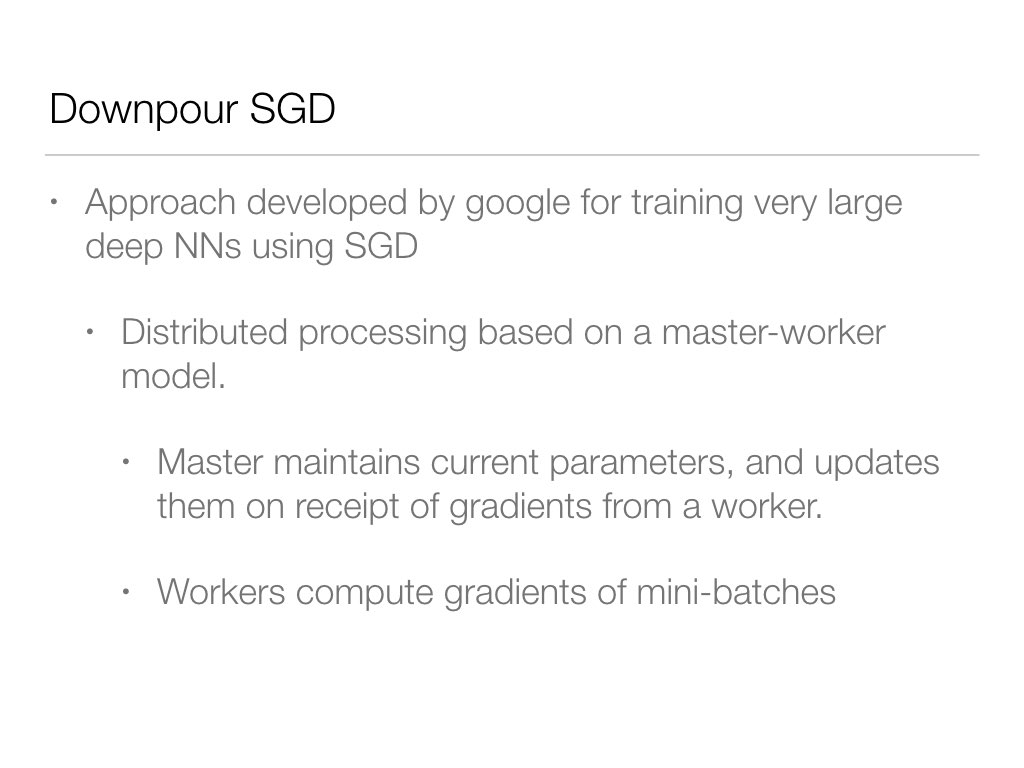 Downpour SGD
• Approach developed by google for training very large
deep NNs using SGD
• Distributed processing based on a master-worker
model.
• Master maintains current parameters, and updates
them on receipt of gradients from a worker.
• Workers compute gradients of mini-batches